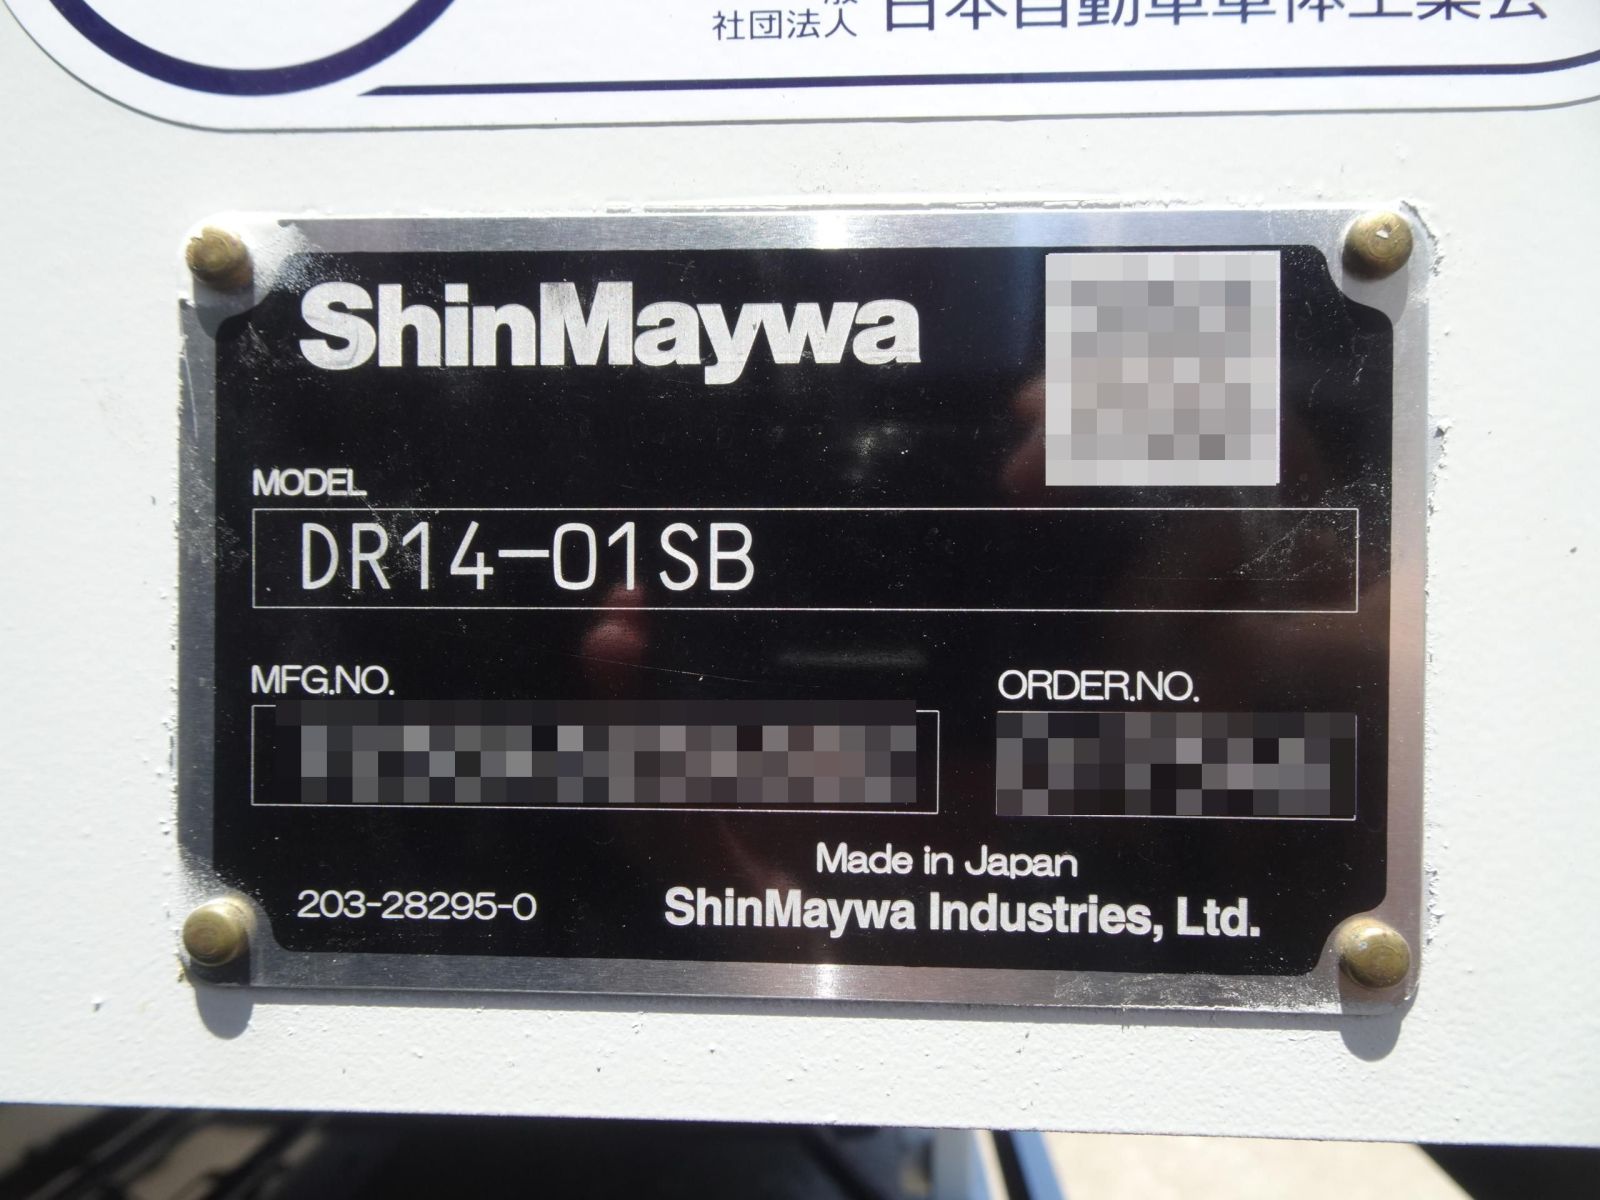 社団法人 日本自動車車体工業会
ShinMaywa
MODEL
DR14-01SB
MFG.NO.
ORDER.NO.
Made in Japan
203-28295-0
ShinMaywa Industries, Ltd.